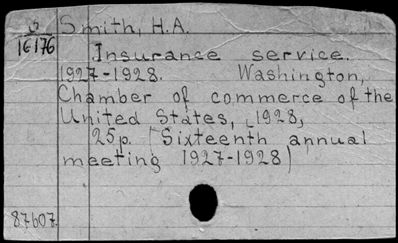 O Smith, H.A.
16176
Insurance service.
1927-1928. Washington,
Chamber of commerce of the
United States, [1928,
25p. (Sixteenth annual
meeting 1927-1928)
87607.